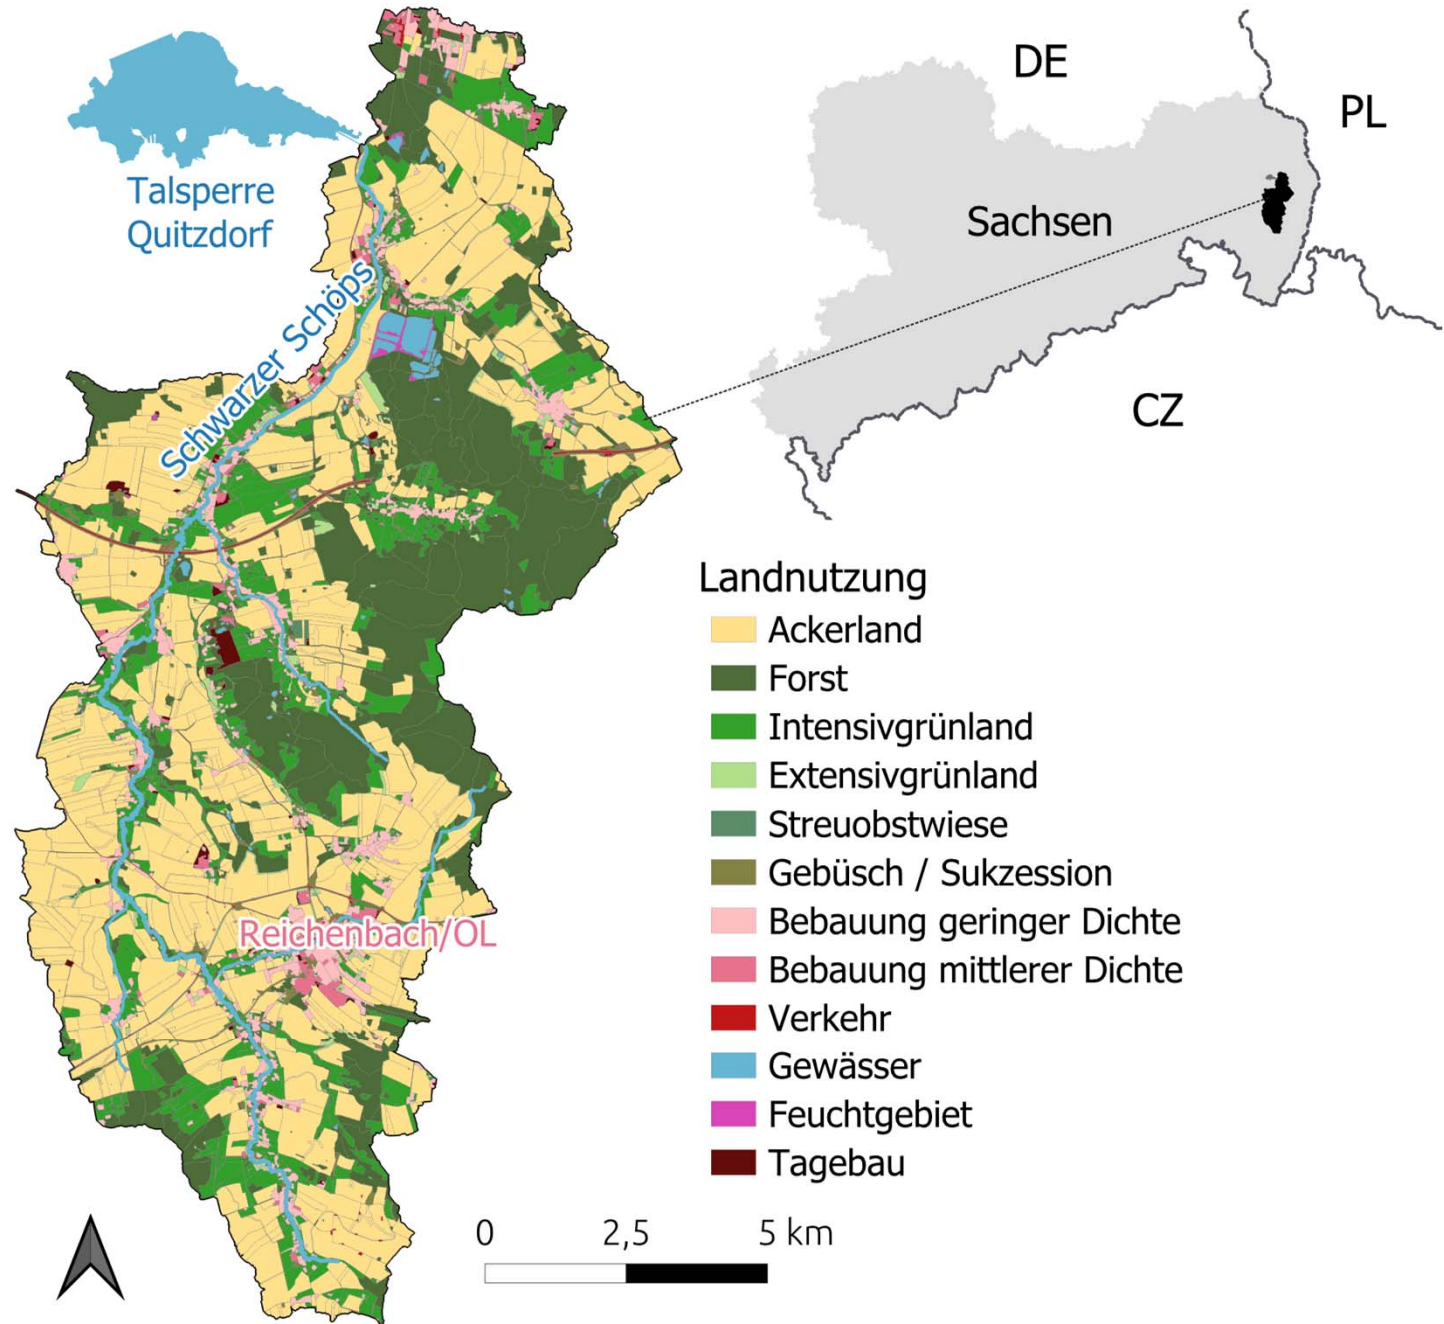 Talsperre
Quitzdorf
Schwarzer Schöps
Reichenbach/OL
DE
PL
Sachsen
CZ
Landnutzung
Ackerland
Forst
Intensivgrünland
Extensivgrünland
Streuobstwiese
Gebüsch / Sukzession
Bebauung geringer Dichte
Bebauung mittlerer Dichte
Verkehr
Gewässer
Feuchtgebiet
Tagebau
0 2,5 5 km